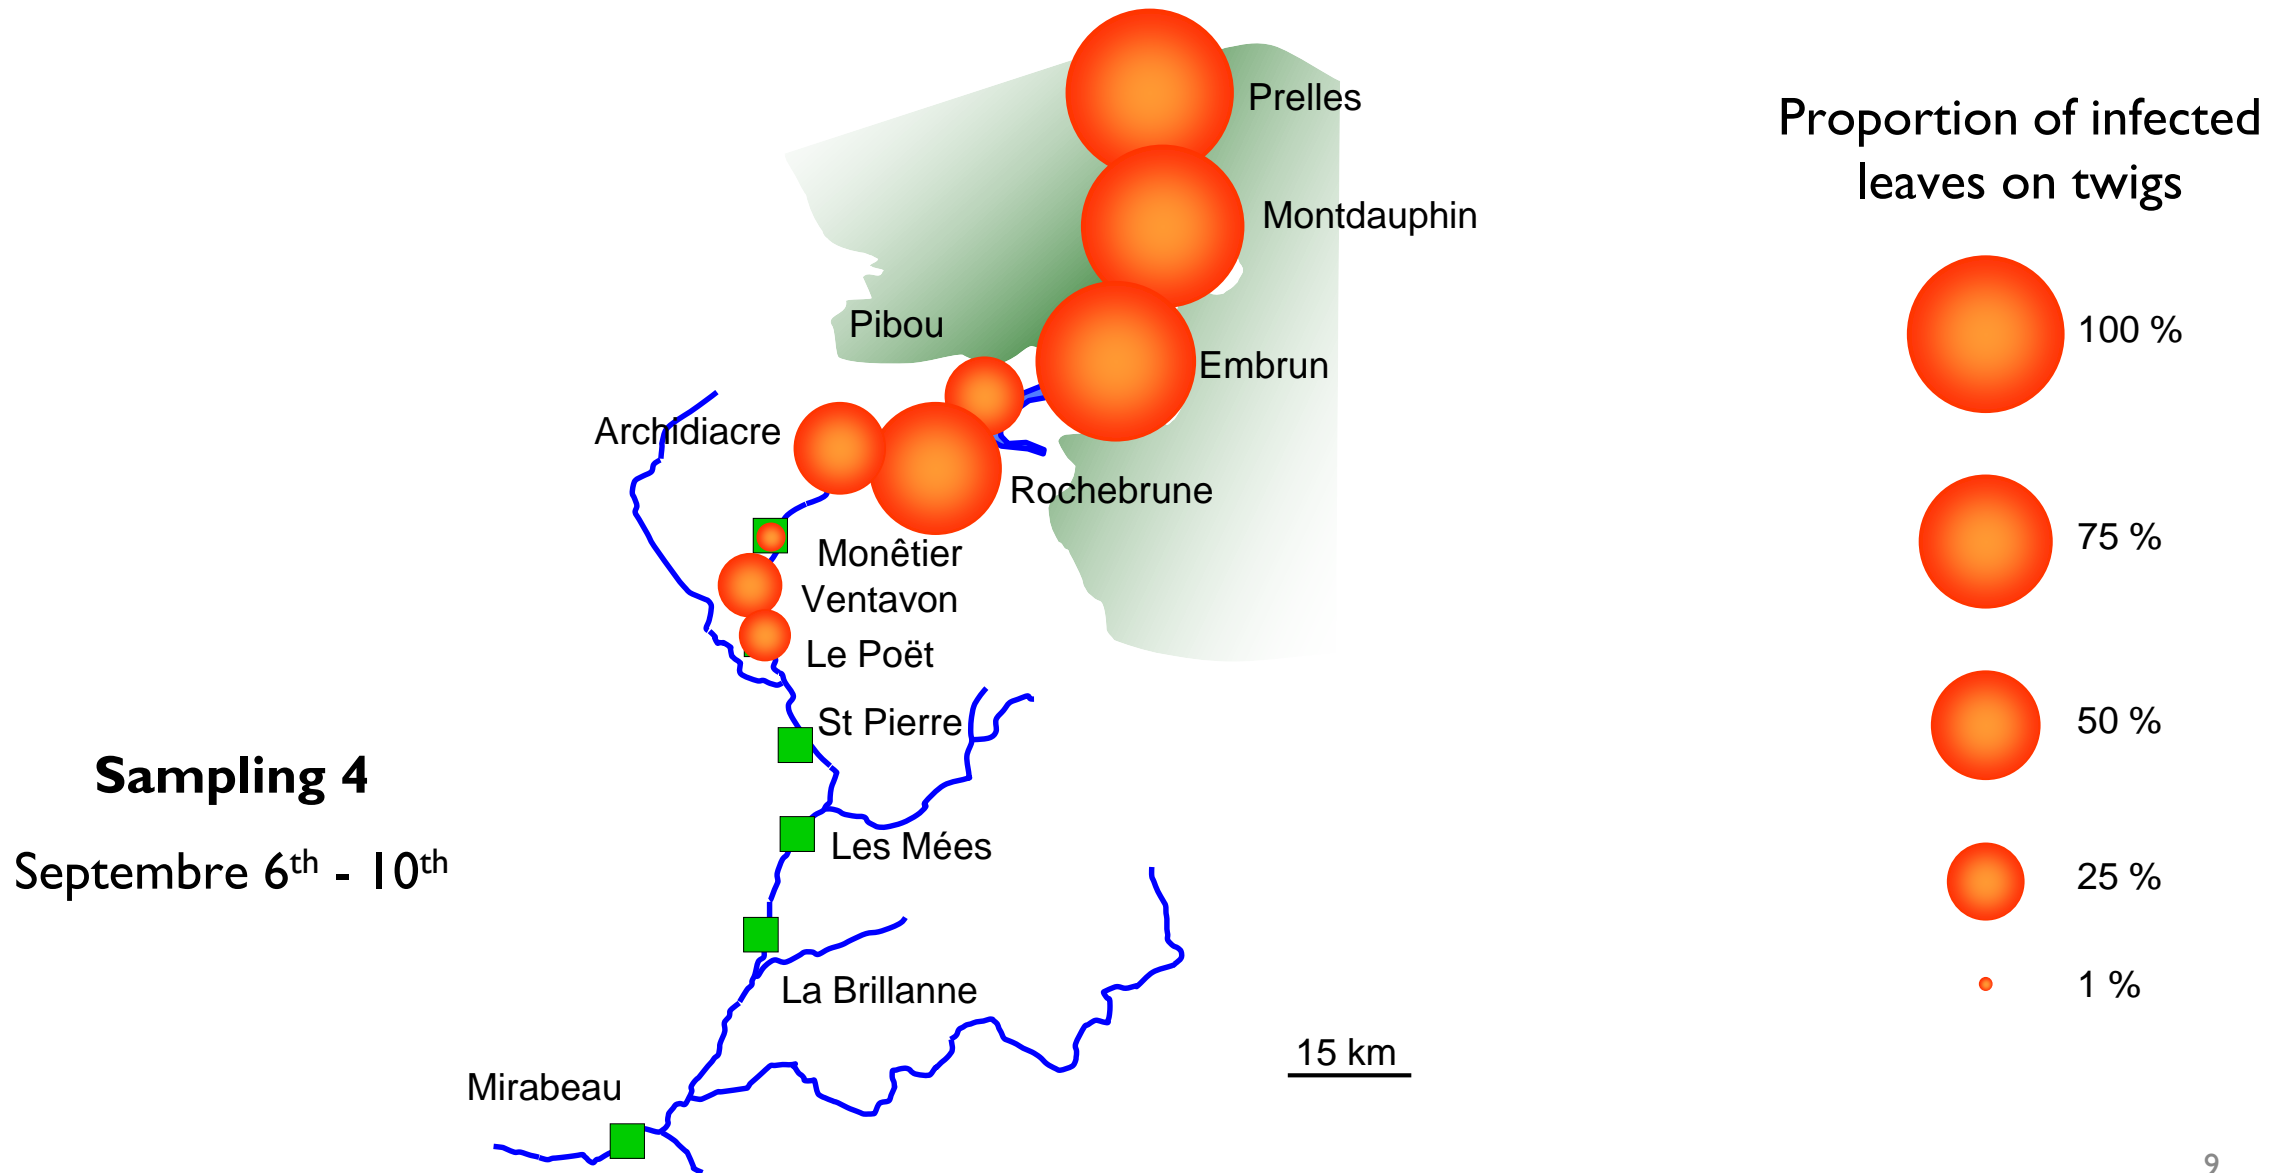 Prelles
Montdauphin
Pibou
Embrun
Archidiacre
Rochebrune
Monêtier
Ventavon
Le Poët
St Pierre
Les Mées
La Brillanne
Mirabeau
15 km
Sampling 4
Septembre 6th - 10th
Proportion of infected
leaves on twigs
100 %
75 %
50 %
25 %
1 %
9